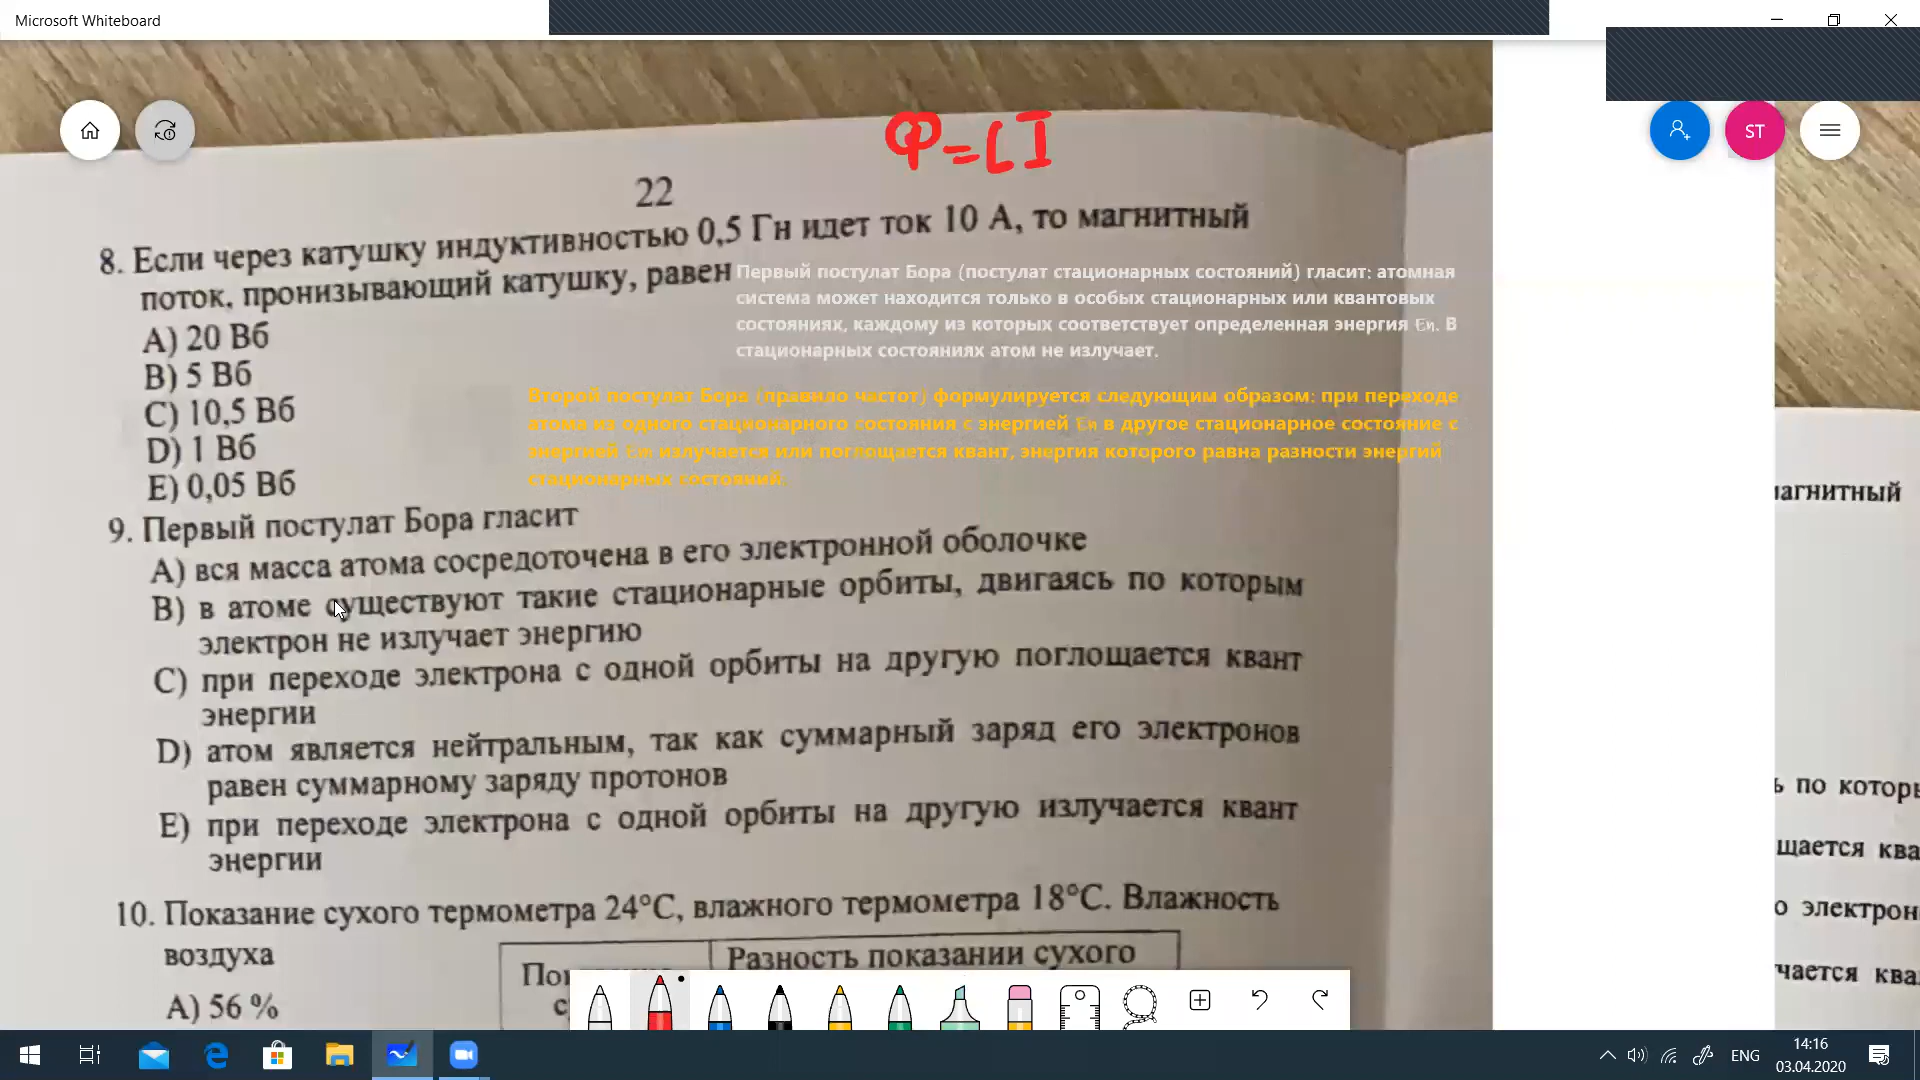 Microsoft Whiteboard
ST
Ф=LI
22
8. Если через катушку индуктивностью 0,5 Гн идет ток 10 А, то магнитный
поток, пронизывающий катушку, равен
A) 20 Вб
B) 5 Вб
C) 10,5 Вб
D) 1 Вб
E) 0,05 Вб
Первый постулат Бора (постулат стационарных состояний) гласит: атомная
система может находится только в особых стационарных или квантовых
состояниях, каждому из которых соответствует определенная энергия En. В
стационарных состояниях атом не излучает.
Второй постулат Бора (правило частот) формулируется следующим образом: при переходе
атома из одного стационарного состояния с энергией En в другое стационарное состояние с
энергией Em излучается или поглощается квант, энергия которого равна разности энергий
стационарных состояний.
9. Первый постулат Бора гласит
A) вся масса атома сосредоточена в его электронной оболочке
B) в атоме существуют такие стационарные орбиты, двигаясь по которым
электрон не излучает энергию
C) при переходе электрона с одной орбиты на другую поглощается квант
энергии
D) атом является нейтральным, так как суммарный заряд его электронов
равен суммарному заряду протонов
E) при переходе электрона с одной орбиты на другую излучается квант
энергии
10. Показание сухого термометра 24°C, влажного термометра 18°C. Влажность
воздуха
Разность показании сухого
A) 56 %
агнитный
по которы
щается ква
о электрон
чается ква
ENG
14:16
03.04.2020